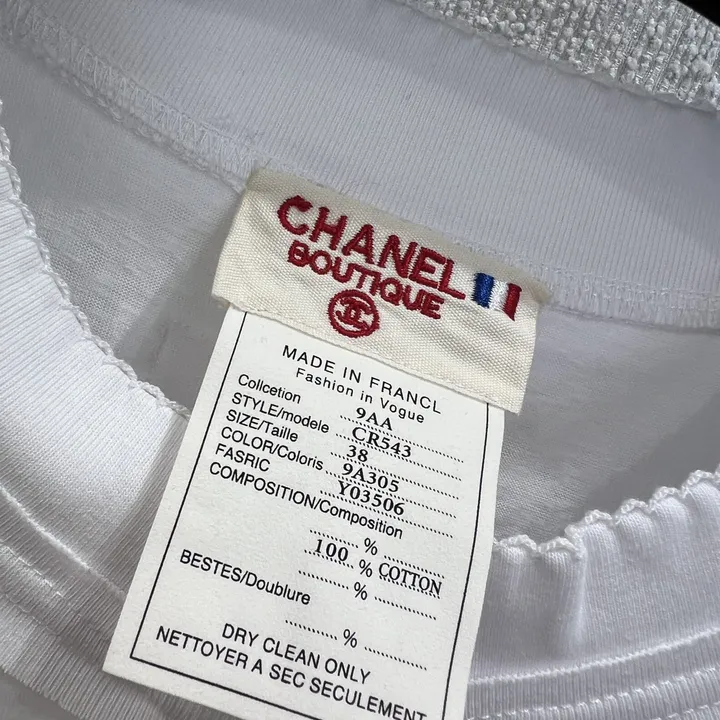 CHANEL
BOUTIQUE
MADE IN FRANCL
Fashion in Vogue
Collcetion 9AA
STYLE/modele CR543
SIZE/Taille 38
COLOR/Coloris 9A305
FASRIC Y03506
COMPOSITION/Composition
%
100 % COTTON
%
BESTES/Doublure
%
DRY CLEAN ONLY
NETTOYER A SEC SECULEMENT